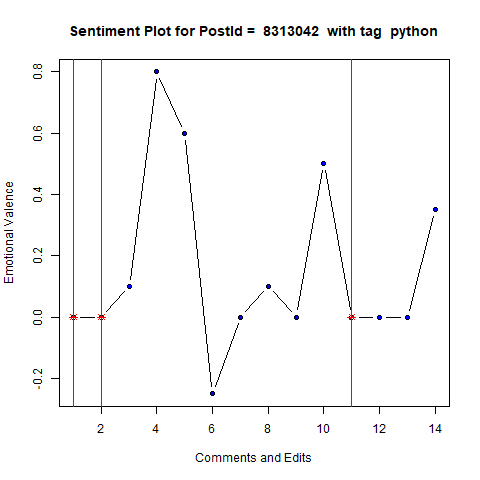 Sentiment Plot for PostId =  8313042  with tag  python
Emotional Valence
0.8
0.6
0.4
0.2
0.0
-0.2
2 4 6 8 10 12 14
Comments and Edits